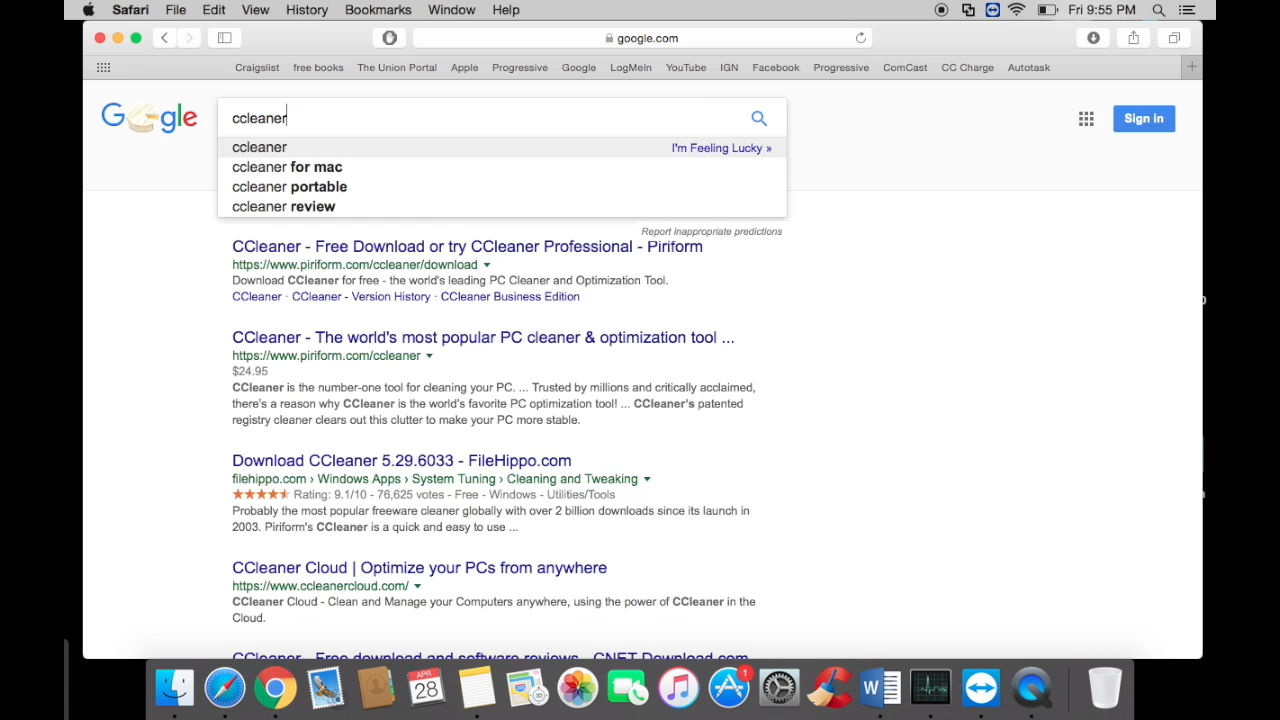 Safari File Edit View History Bookmarks Window Help Fri 9:55 PM
google.com
Craigslist free books The Union Portal Apple Progressive Google LogMeIn YouTube IGN Facebook Progressive ComCast CC Charge Autotask
Google ccleaner Sign in
ccleaner I'm Feeling Lucky »
ccleaner for mac
ccleaner portable
ccleaner review
Report inappropriate predictions
CCleaner - Free Download or try CCleaner Professional - Piriform
https://www.piriform.com/ccleaner/download
Download CCleaner for free - the world's leading PC Cleaner and Optimization Tool.
CCleaner · CCleaner - Version History · CCleaner Business Edition
CCleaner - The world's most popular PC cleaner & optimization tool ...
https://www.piriform.com/ccleaner
$24.95
CCleaner is the number-one tool for cleaning your PC. ... Trusted by millions and critically acclaimed,
there's a reason why CCleaner is the world's favorite PC optimization tool! ... CCleaner's patented
registry cleaner clears out this clutter to make your PC more stable.
Download CCleaner 5.29.6033 - FileHippo.com
filehippo.com › Windows Apps › System Tuning › Cleaning and Tweaking
Rating: 9.1/10 - 76,625 votes - Free - Windows - Utilities/Tools
Probably the most popular freeware cleaner globally with over 2 billion downloads since its launch in
2003. Piriform's CCleaner is a quick and easy to use ...
CCleaner Cloud | Optimize your PCs from anywhere
https://www.ccleanercloud.com/
CCleaner Cloud - Clean and Manage your Computers anywhere, using the power of CCleaner in the
Cloud.
CCleaner - Free download and software reviews - CNET Download.com
APR
28
1
W